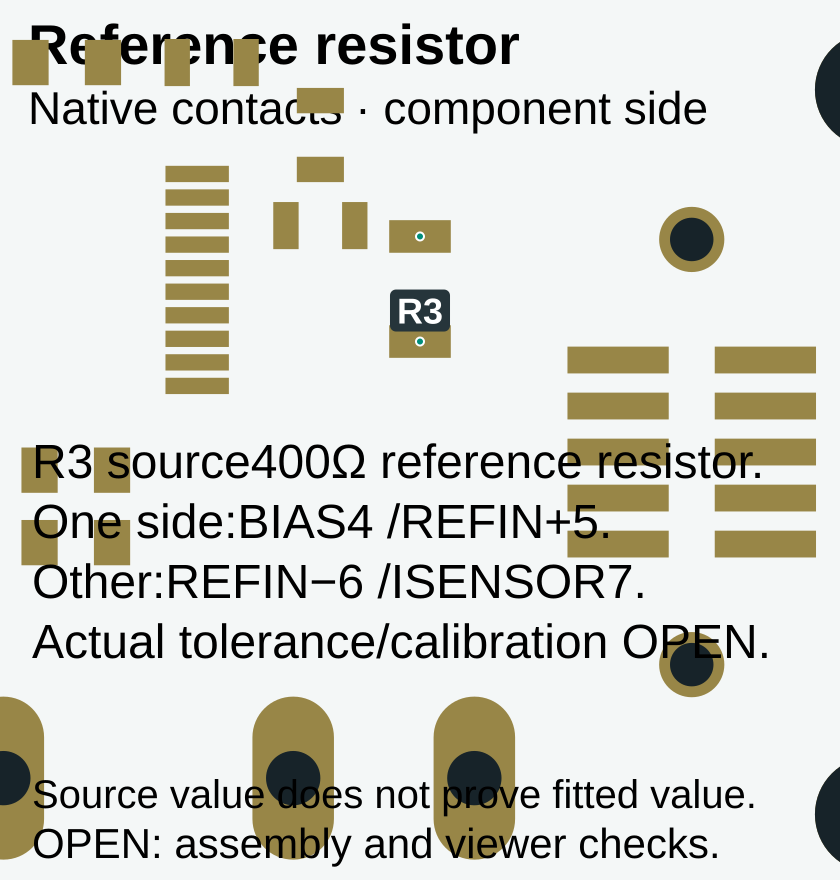 Reference resistor
Native contacts · component side
R3
R3 source400Ω reference resistor.
One side:BIAS4 /REFIN+5.
Other:REFIN−6 /ISENSOR7.
Actual tolerance/calibration OPEN.
Source value does not prove fitted value.
OPEN: assembly and viewer checks.